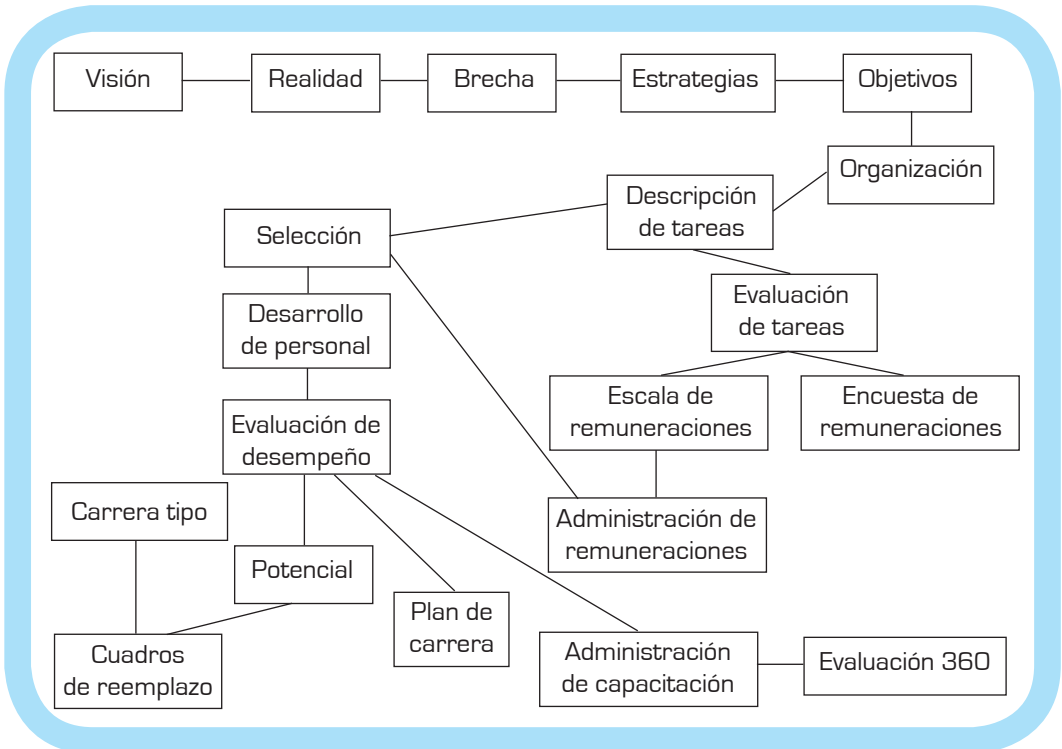 Visión
Realidad
Brecha
Estrategias
Objetivos
Organización
Descripción
de tareas
Selección
Evaluación
de tareas
Desarrollo
de personal
Escala de
remuneraciones
Encuesta de
remuneraciones
Evaluación de
desempeño
Carrera tipo
Administración de
remuneraciones
Potencial
Plan de
carrera
Cuadros
de reemplazo
Administración
de capacitación
Evaluación 360